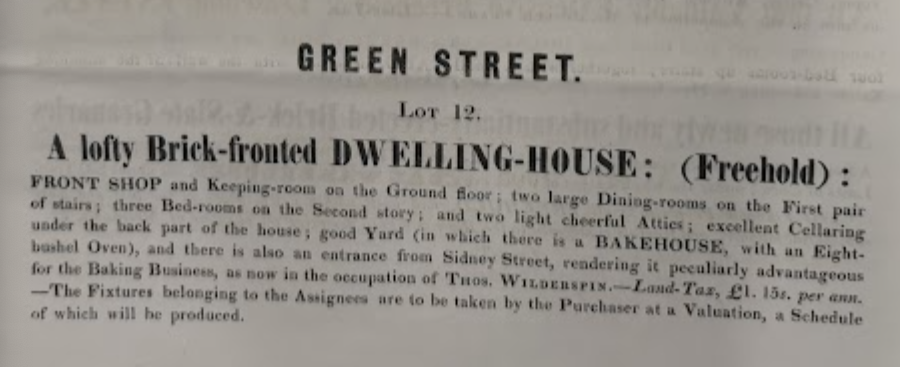 GREEN STREET.
Lot 12.
A lofty Brick-fronted DWELLING-HOUSE: (Freehold):
FRONT SHOP and Keeping-room on the Ground floor; two large Dining-rooms on the First pair
of stairs; three Bed-rooms on the Second story; and two light cheerful Attics; excellent Cellaring
under the back part of the house; good Yard (in which there is a BAKEHOUSE, with an Eight-
bushel Oven), and there is also an entrance from Sidney Street, rendering it peculiarly advantageous
for the Baking Business, as now in the occupation of Thos. Wilderspin.—Land-Tax, £1. 15s. per ann.
—The Fixtures belonging to the Assignees are to be taken by the Purchaser at a Valuation, a Schedule
of which will be produced.